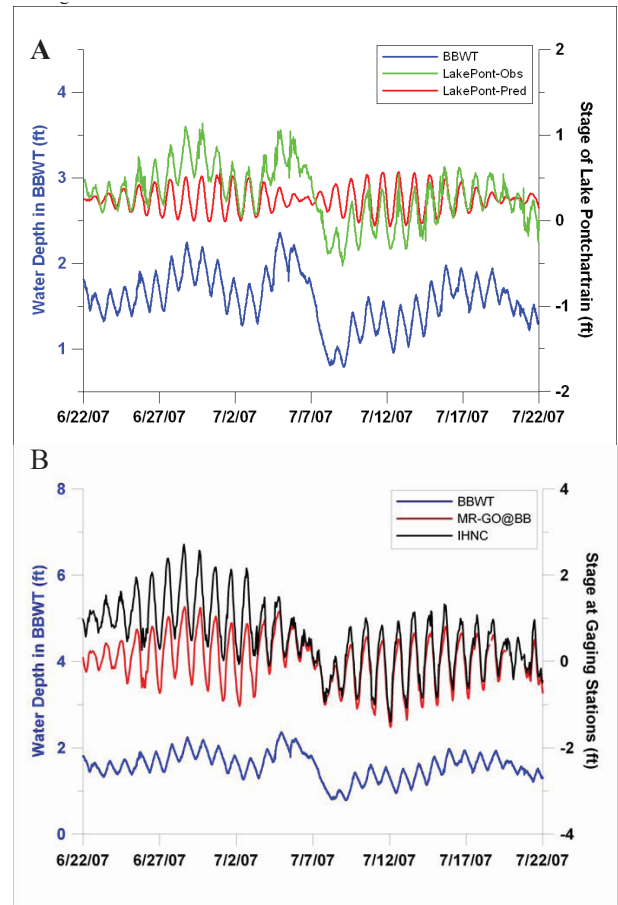 A
BBWT
LakePont-Obs
LakePont-Pred
Water Depth in BBWT (ft)
4
3
2
1
Stage of Lake Pontchartrain (ft)
2
1
0
-1
-2
6/22/07 6/27/07 7/2/07 7/7/07 7/12/07 7/17/07 7/22/07
B
BBWT
MR-GO@BB
IHNC
Water Depth in BBWT (ft)
8
6
4
2
0
Stage at Gaging Stations (ft)
4
2
0
-2
-4
6/22/07 6/27/07 7/2/07 7/7/07 7/12/07 7/17/07 7/22/07